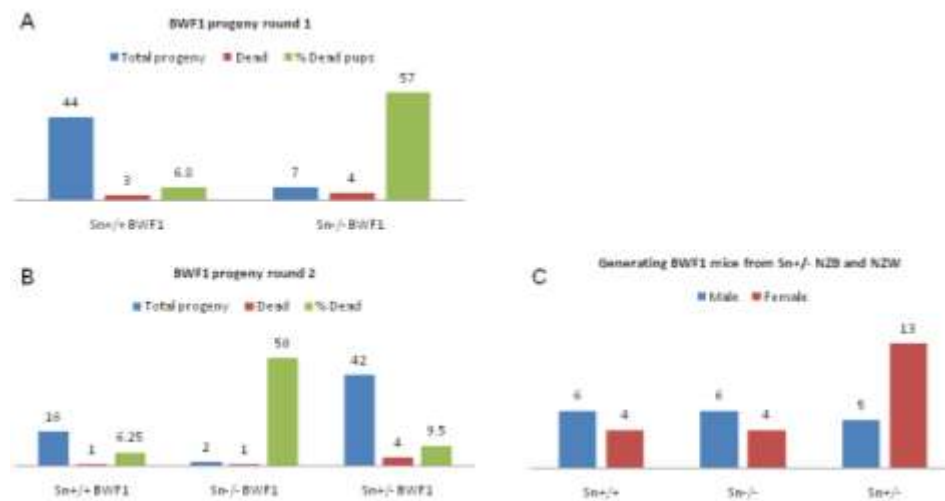 A
BWF1 progeny round 1
Total progeny Dead % Dead pups
44 3 6.8 7 4 57
Sn+/+ BWF1 Sn-/- BWF1
B
BWF1 progeny round 2
Total progeny Dead % Dead
16 1 6.25 2 1 50 42 4 9.5
Sn+/+ BWF1 Sn-/- BWF1 Sn+/- BWF1
C
Generating BWF1 mice from Sn+/- NZB and NZW
Male Female
6 4 6 4 5 13
Sn+/+ Sn-/- Sn+/-